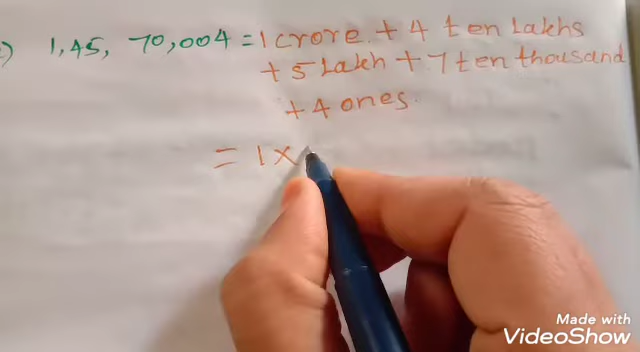 ) 1,45, 70,004 = 1 crore + 4 ten Lakhs
+ 5 Lakh + 7 ten thousand
+ 4 ones.
= 1 x
Made with
VideoShow